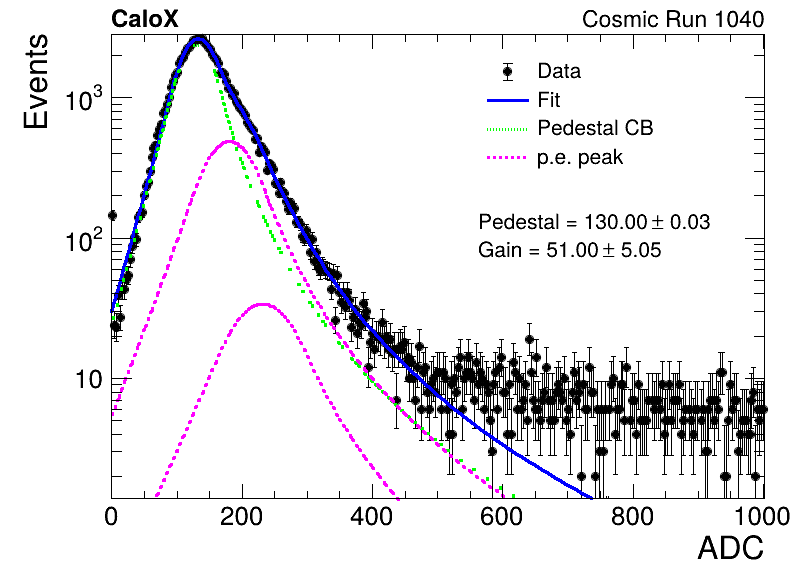 CaloX Cosmic Run 1040
Events
Data
Fit
Pedestal CB
p.e. peak
Pedestal = 130.00 ± 0.03
Gain = 51.00 ± 5.05
10³
10²
10
0 200 400 600 800 1000
ADC